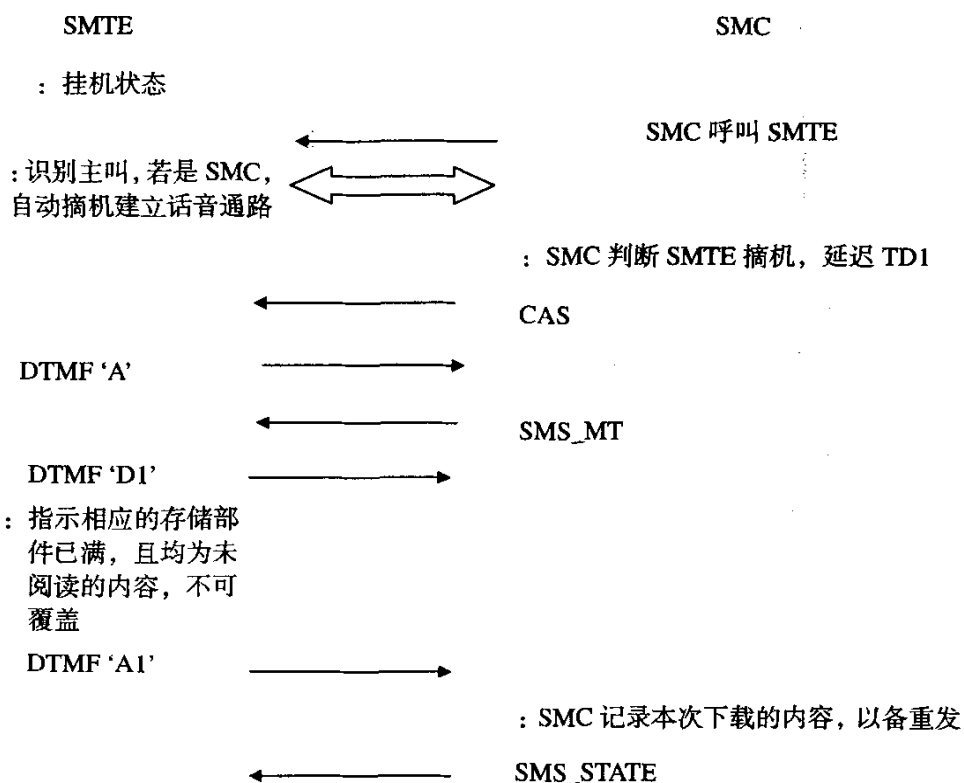 SMTE
SMC
：挂机状态
SMC 呼叫 SMTE
：识别主叫，若是 SMC，
自动摘机建立话音通路
：SMC 判断 SMTE 摘机，延迟 TD1
CAS
DTMF ‘A’
SMS_MT
DTMF ‘D1’
：指示相应的存储部
件已满，且均为未
阅读的内容，不可
覆盖
DTMF ‘A1’
：SMC 记录本次下载的内容，以备重发
SMS_STATE